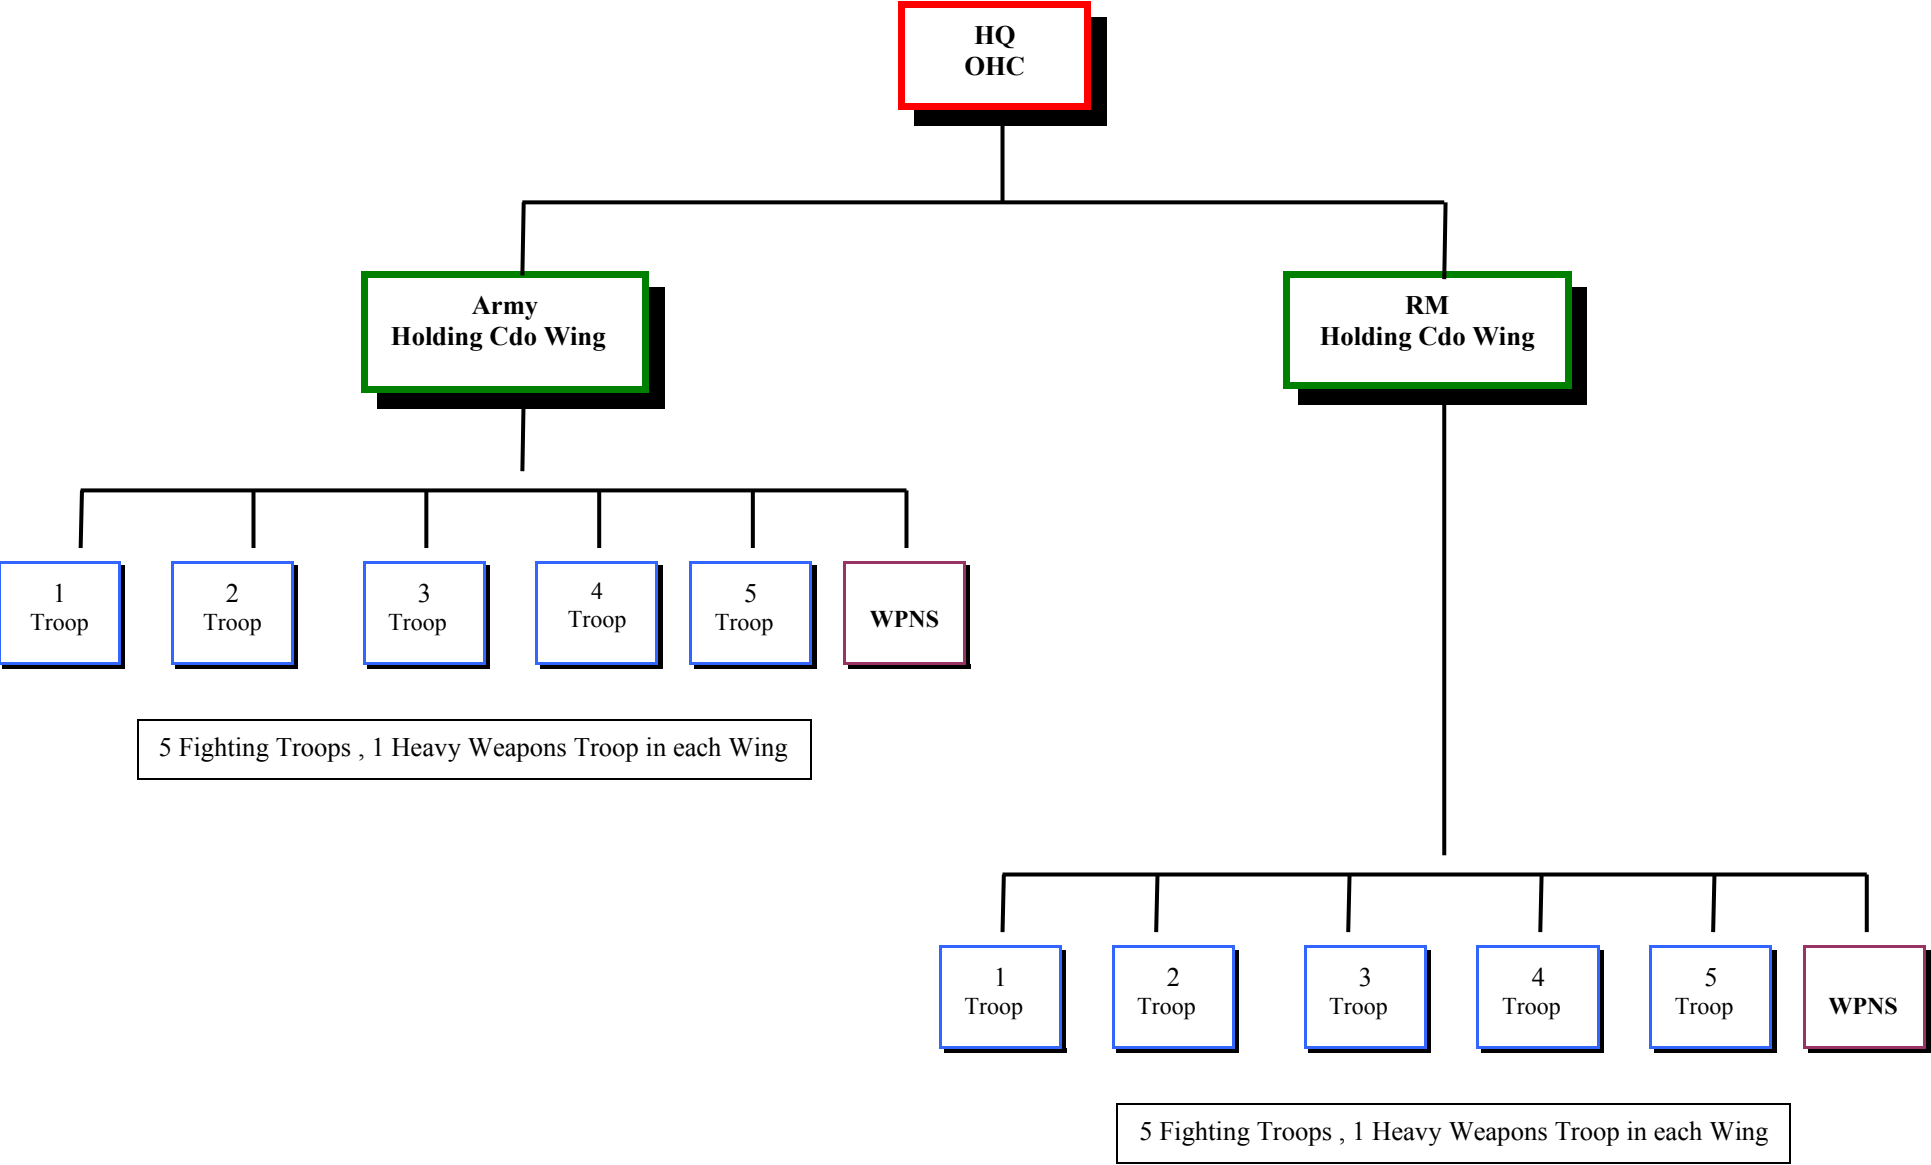 HQ
OHC
Army
Holding Cdo Wing
RM
Holding Cdo Wing
1
Troop
2
Troop
3
Troop
4
Troop
5
Troop
WPNS
5 Fighting Troops , 1 Heavy Weapons Troop in each Wing
1
Troop
2
Troop
3
Troop
4
Troop
5
Troop
WPNS
5 Fighting Troops , 1 Heavy Weapons Troop in each Wing